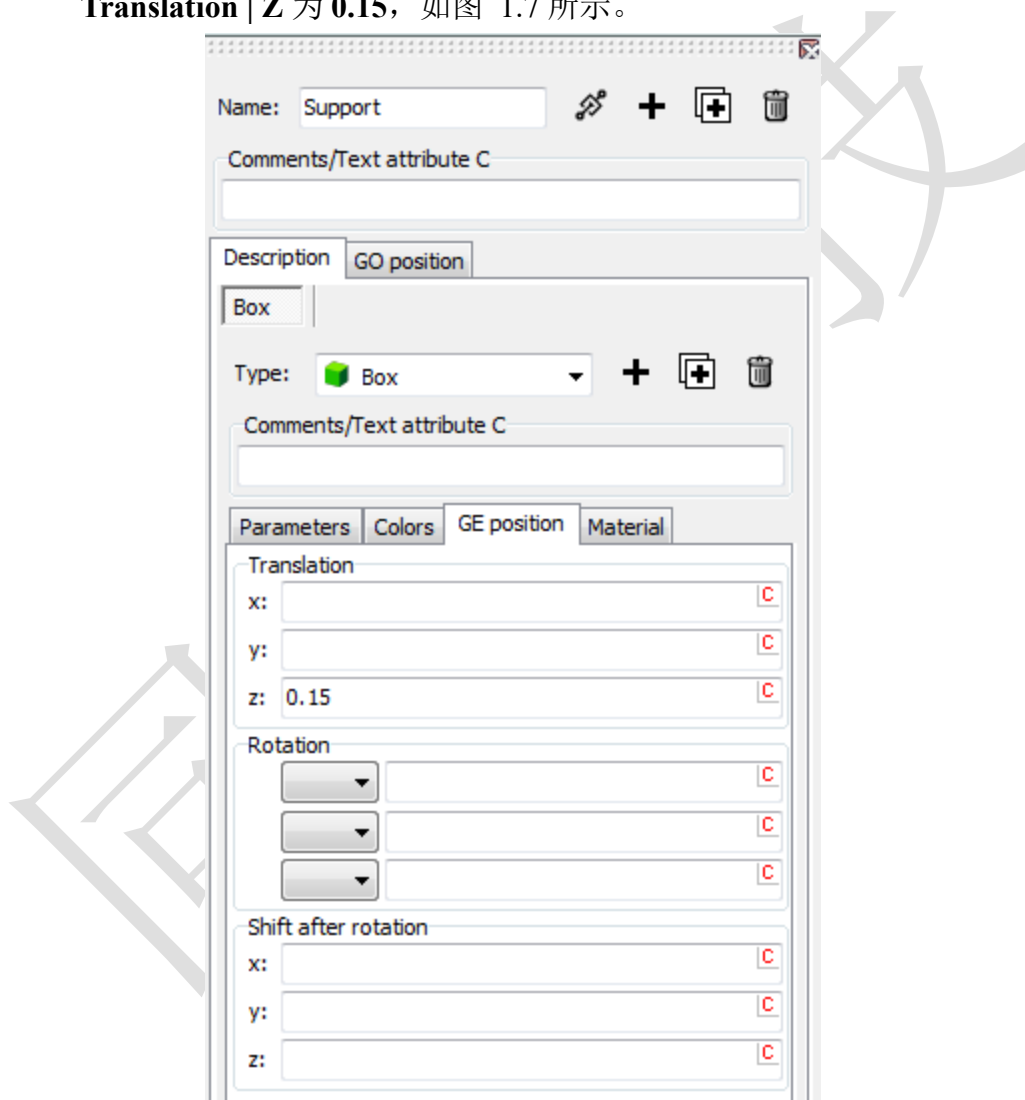 Translation | Z 为 0.15，如图 1.7 所示。
Name: Support
Comments/Text attribute C
Description GO position
Box
Type: Box
Comments/Text attribute C
Parameters Colors GE position Material
Translation
x: C
y: C
z: 0.15 C
Rotation
C
C
C
Shift after rotation
x: C
y: C
z: C